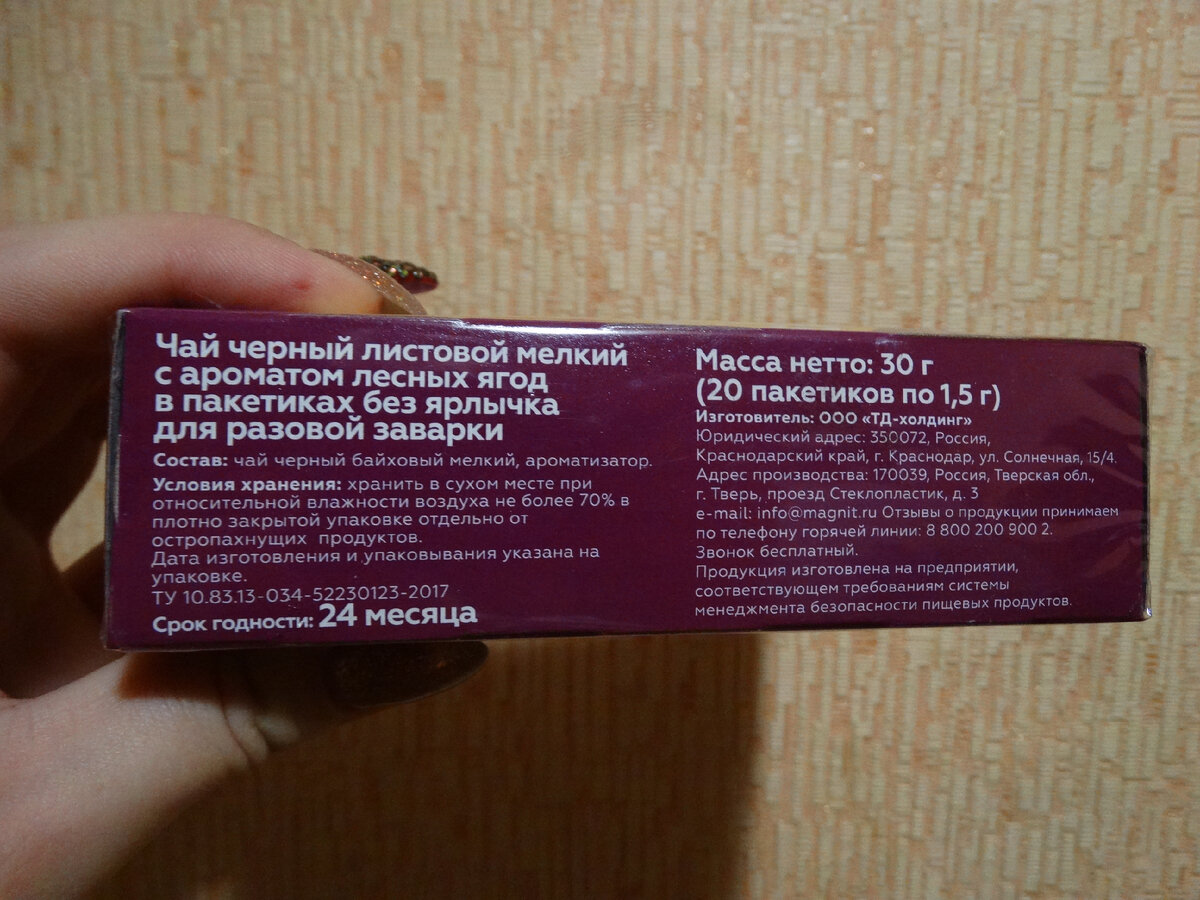 Чай черный листовой мелкий
с ароматом лесных ягод
в пакетиках без ярлычка
для разовой заварки
Состав: чай черный байховый мелкий, ароматизатор.
Условия хранения: хранить в сухом месте при
относительной влажности воздуха не более 70% в
плотно закрытой упаковке отдельно от
остропахнущих продуктов.
Дата изготовления и упаковывания указана на
упаковке.
ТУ 10.83.13-034-52230123-2017
Срок годности: 24 месяца
Масса нетто: 30 г
(20 пакетиков по 1,5 г)
Изготовитель: ООО «ТД-холдинг»
Юридический адрес: 350072, Россия,
Краснодарский край, г. Краснодар, ул. Солнечная, 15/4.
Адрес производства: 170039, Россия, Тверская обл.,
г. Тверь, проезд Стеклопластик, д. 3
e-mail: info@magnit.ru Отзывы о продукции принимаем
по телефону горячей линии: 8 800 200 900 2.
Звонок бесплатный.
Продукция изготовлена на предприятии,
соответствующем требованиям системы
менеджмента безопасности пищевых продуктов.